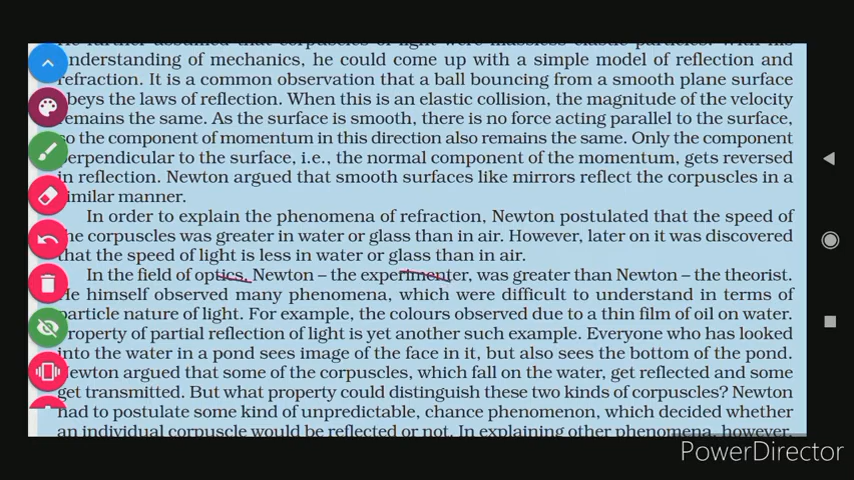 He further assumed that corpuscles of light were massless elastic particles. With his
understanding of mechanics, he could come up with a simple model of reflection and
refraction. It is a common observation that a ball bouncing from a smooth plane surface
obeys the laws of reflection. When this is an elastic collision, the magnitude of the velocity
remains the same. As the surface is smooth, there is no force acting parallel to the surface,
so the component of momentum in this direction also remains the same. Only the component
perpendicular to the surface, i.e., the normal component of the momentum, gets reversed
in reflection. Newton argued that smooth surfaces like mirrors reflect the corpuscles in a
similar manner.
In order to explain the phenomena of refraction, Newton postulated that the speed of
the corpuscles was greater in water or glass than in air. However, later on it was discovered
that the speed of light is less in water or glass than in air.
In the field of optics, Newton – the experimenter, was greater than Newton – the theorist.
He himself observed many phenomena, which were difficult to understand in terms of
particle nature of light. For example, the colours observed due to a thin film of oil on water.
Property of partial reflection of light is yet another such example. Everyone who has looked
into the water in a pond sees image of the face in it, but also sees the bottom of the pond.
Newton argued that some of the corpuscles, which fall on the water, get reflected and some
get transmitted. But what property could distinguish these two kinds of corpuscles? Newton
had to postulate some kind of unpredictable, chance phenomenon, which decided whether
an individual corpuscle would be reflected or not. In explaining other phenomena, however,
PowerDirector